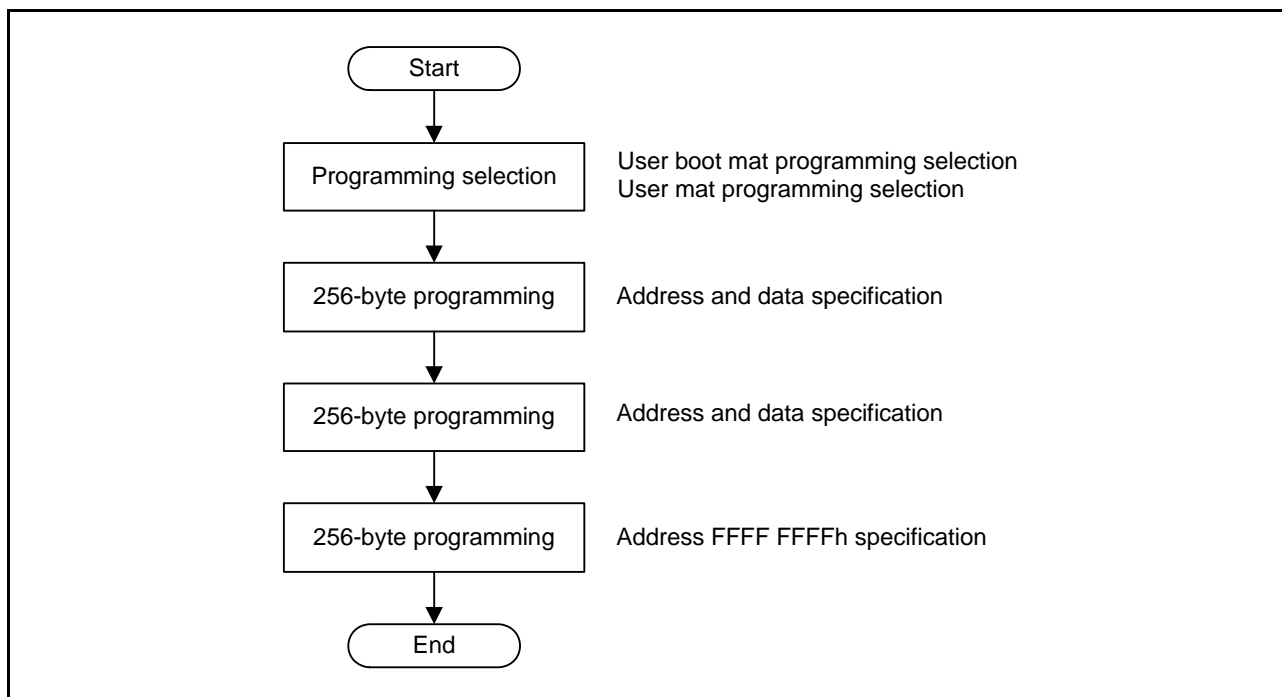 Start
Programming selection
User boot mat programming selection
User mat programming selection
256-byte programming
Address and data specification
256-byte programming
Address and data specification
256-byte programming
Address FFFF FFFFh specification
End